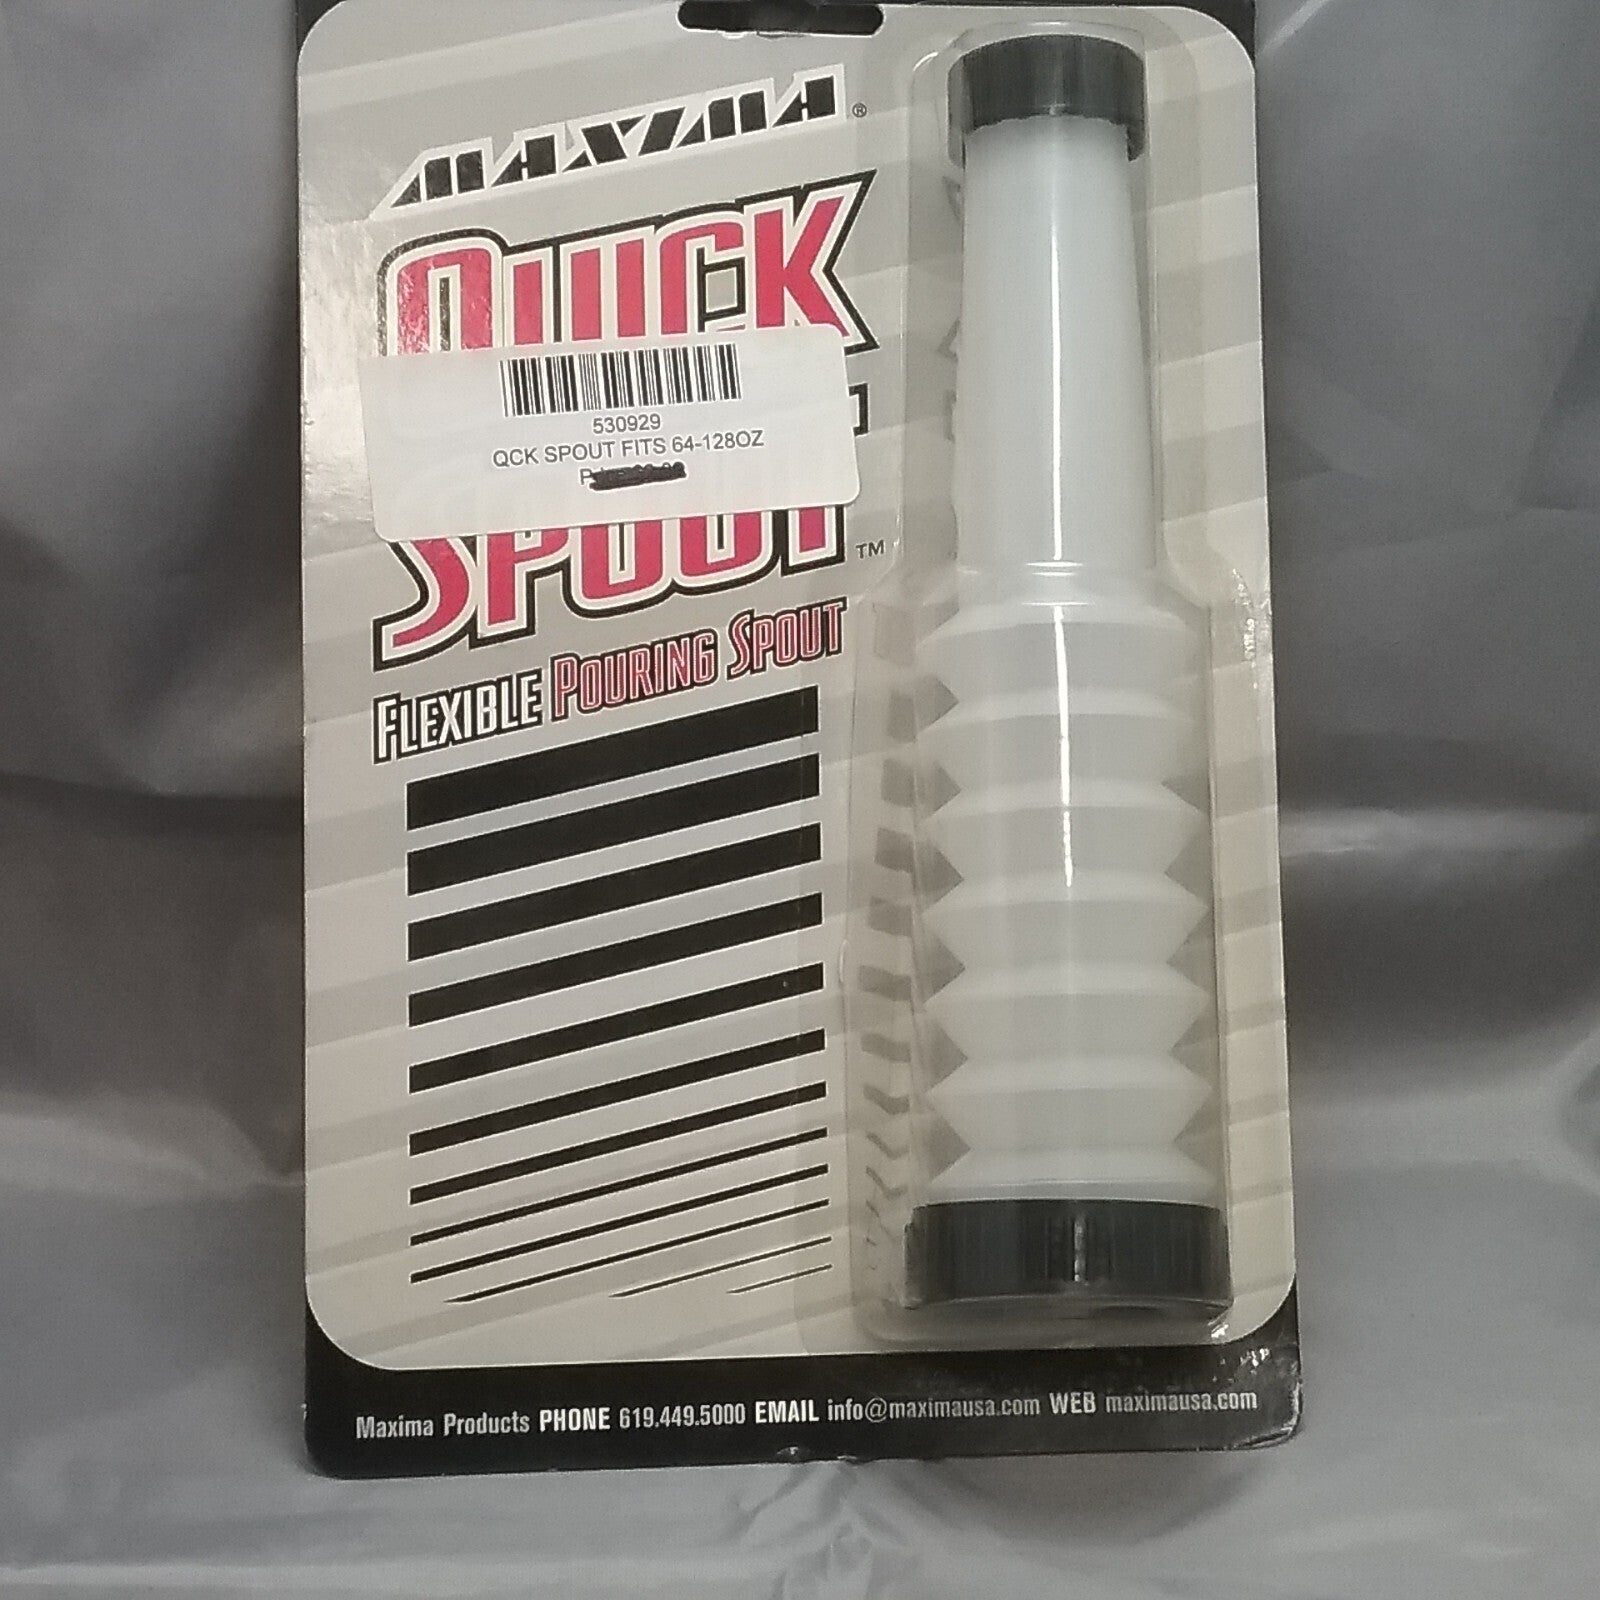 MAXIMA®
QUICK
530929
QCK SPOUT FITS 64-128OZ
SPOUT™
FLEXIBLE POURING SPOUT
Maxima Products PHONE 619.449.5000 EMAIL info@maximausa.com WEB maximausa.com